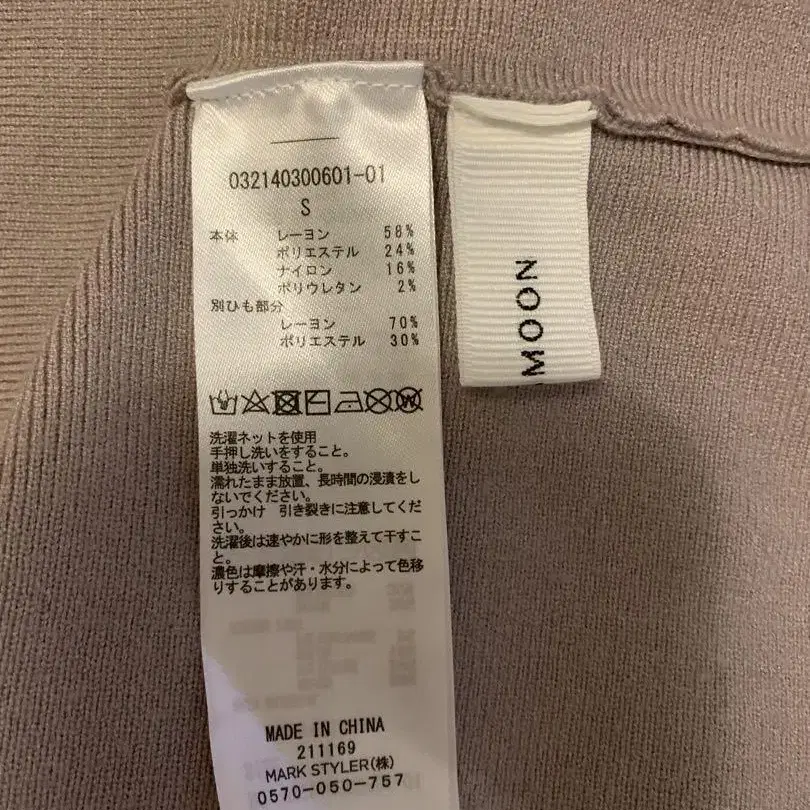 032140300601-01
S
本体 レーヨン 58%
ポリエステル 24%
ナイロン 16%
ポリウレタン 2%
別ひも部分
レーヨン 70%
ポリエステル 30%
洗濯ネットを使用
手押し洗いをすること。
単独洗いすること。
濡れたまま放置、長時間の浸漬をし
ないでください。
引っかけ 引き裂きに注意してくだ
さい。
洗濯後は速やかに形を整えて干すこ
と。
濃色は摩擦や汗・水分によって色移
りすることがあります。
MADE IN CHINA
211169
MARK STYLER(株)
0570-050-757
MOON